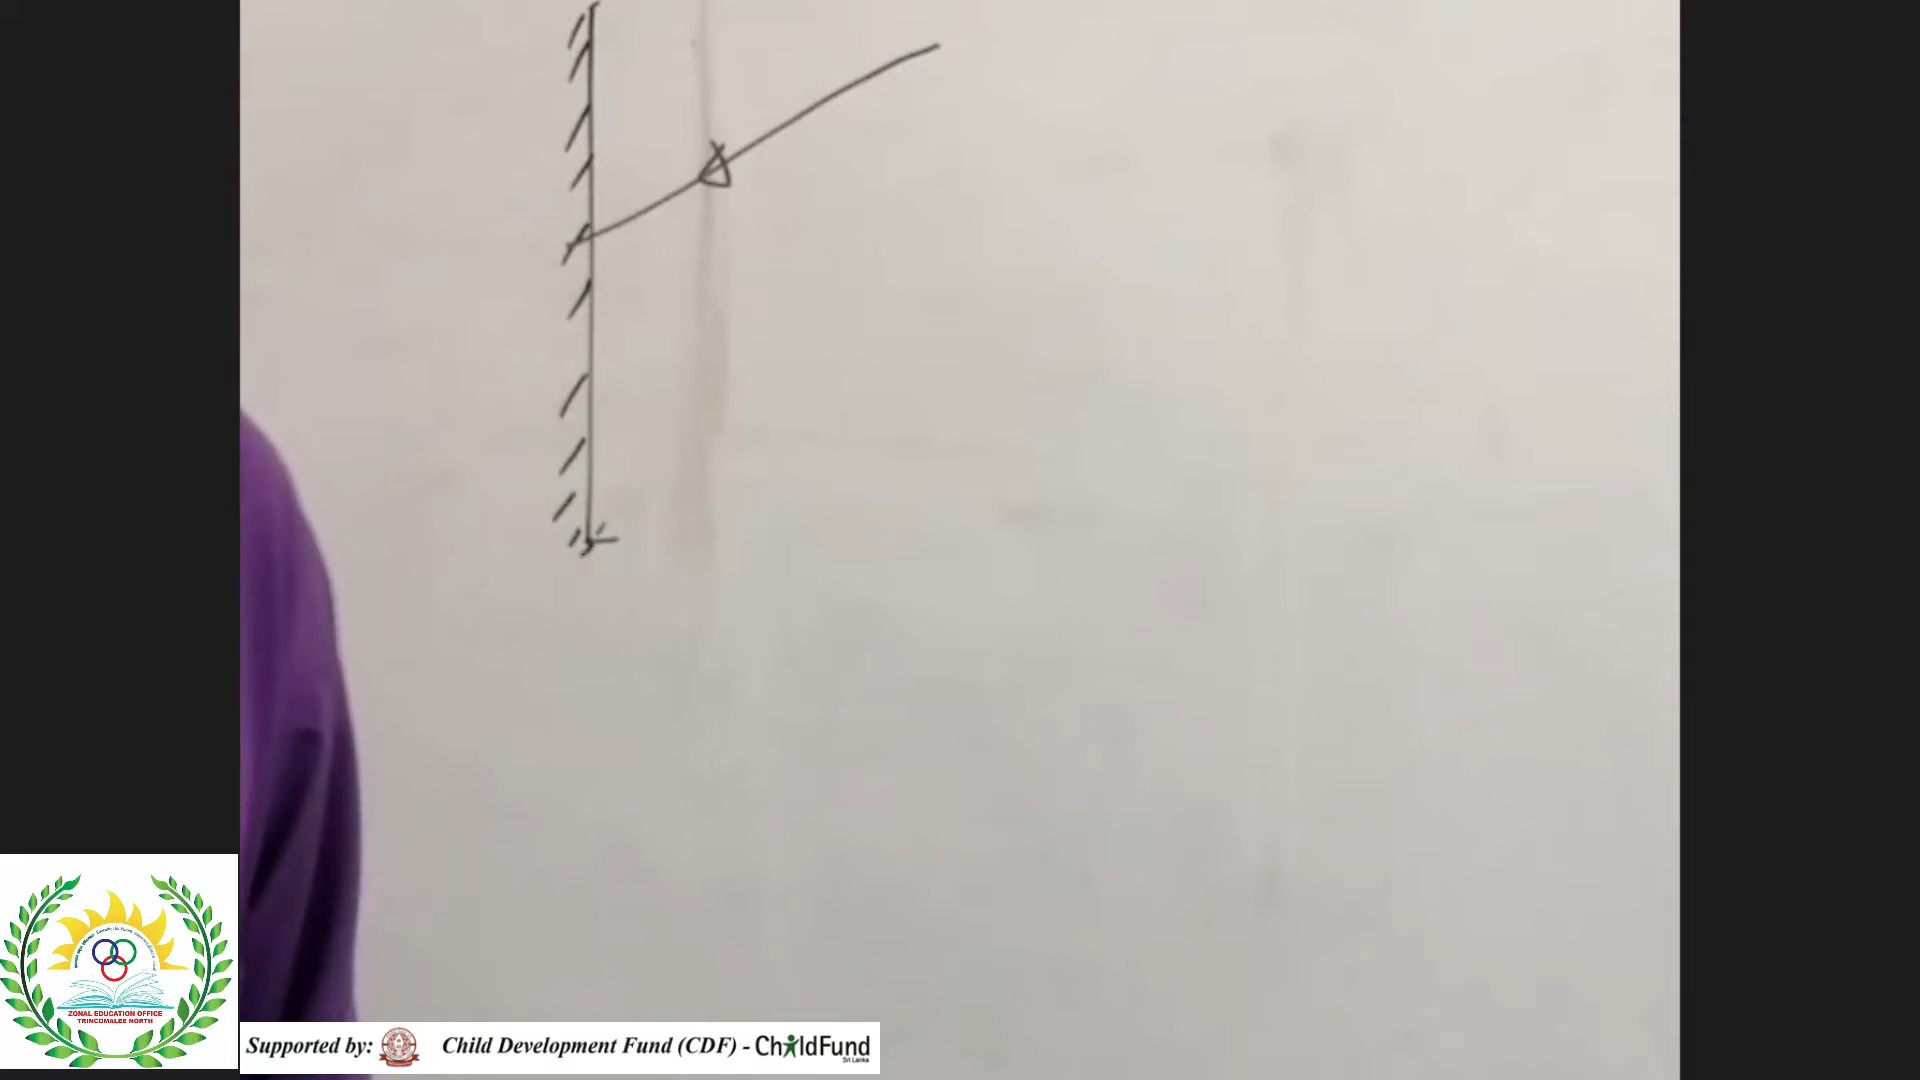 ZONAL EDUCATION OFFICE
TRINCOMALEE NORTH
Supported by: Child Development Fund (CDF) - ChildFund
Sri Lanka